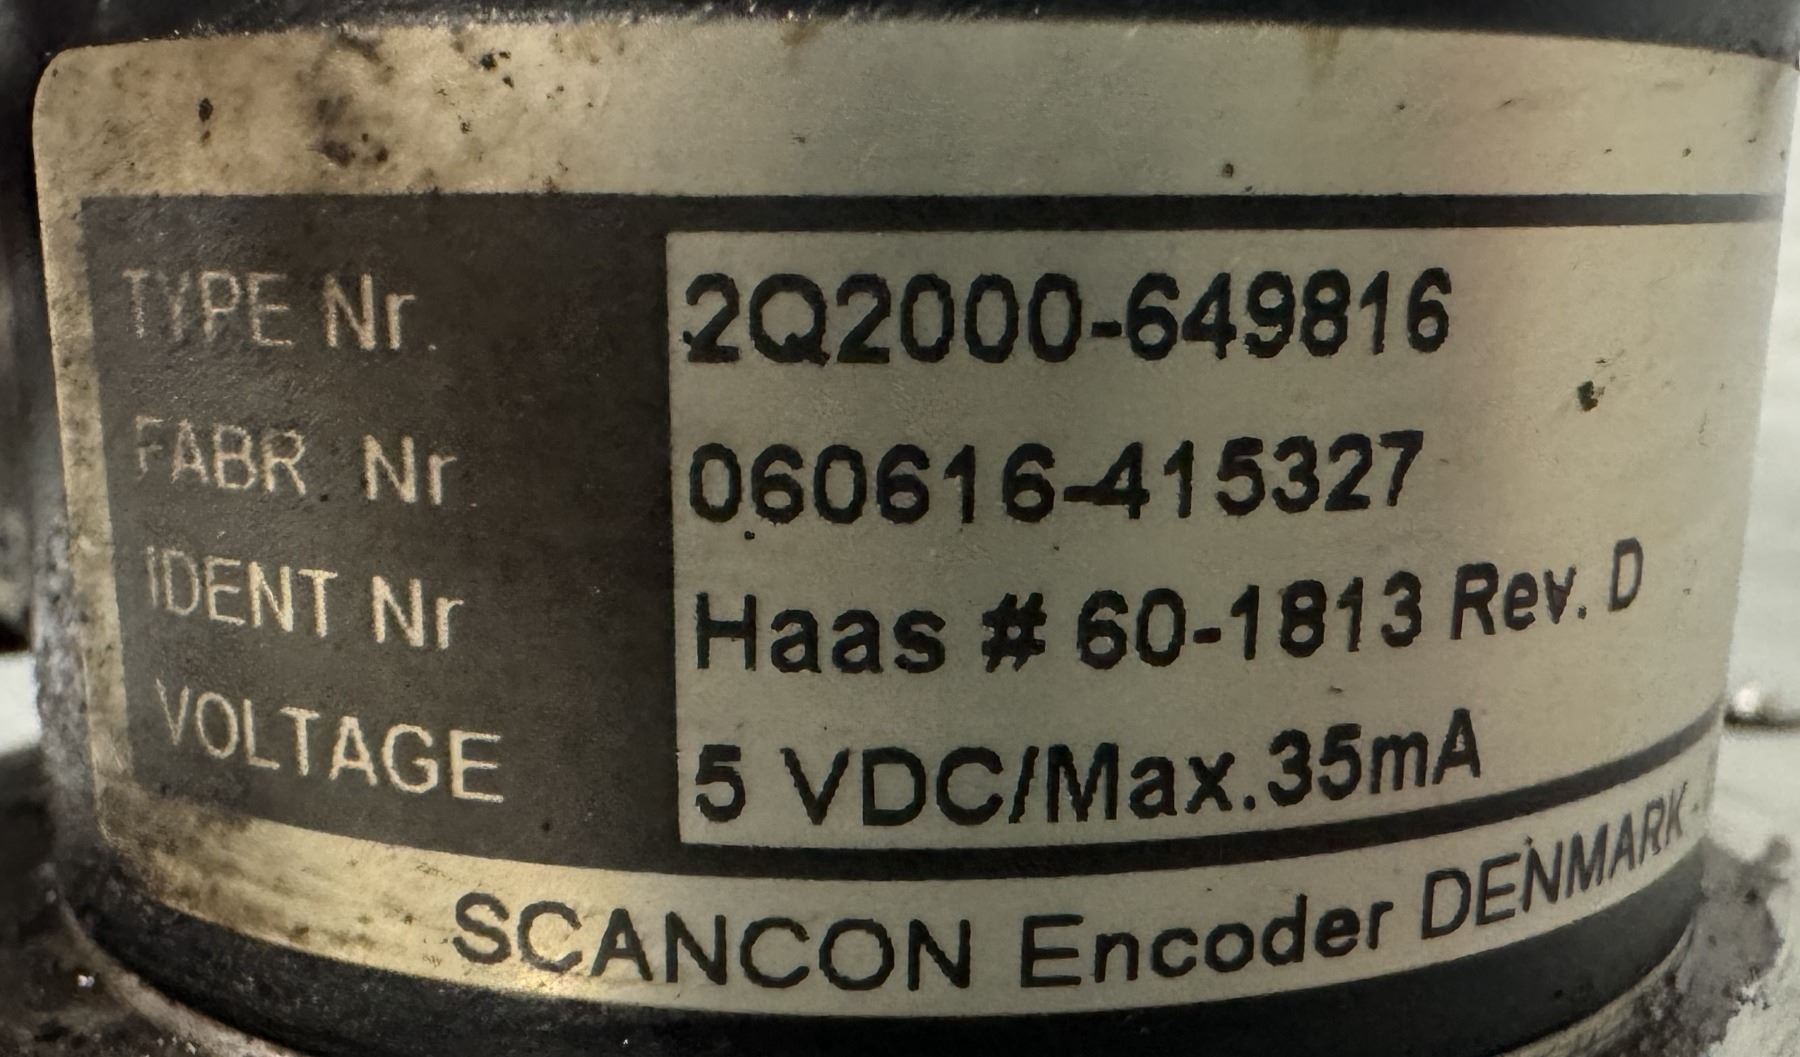 TYPE Nr. 2Q2000-649816
FABR. Nr 060616-415327
IDENT Nr Haas # 60-1813 Rev. D
VOLTAGE 5 VDC/Max.35mA
SCANCON Encoder DENMARK -